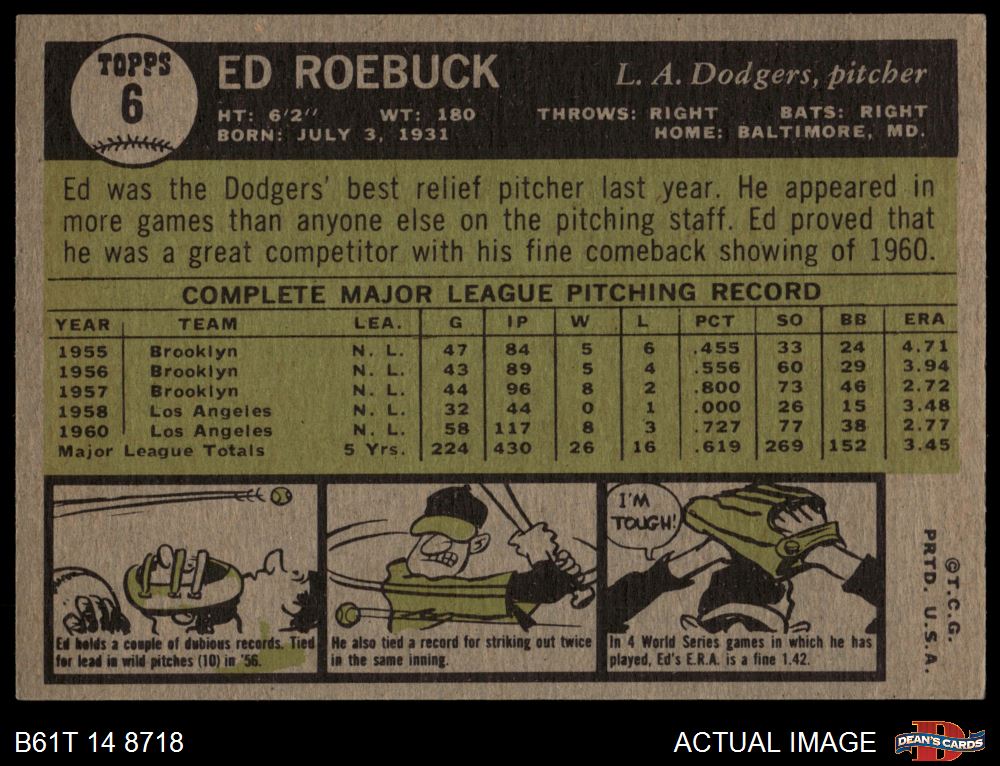 TOPPS
6
ED ROEBUCK
L. A. Dodgers, pitcher
HT: 6'2" WT: 180 THROWS: RIGHT BATS: RIGHT
BORN: JULY 3, 1931 HOME: BALTIMORE, MD.
Ed was the Dodgers' best relief pitcher last year. He appeared in
more games than anyone else on the pitching staff. Ed proved that
he was a great competitor with his fine comeback showing of 1960.
COMPLETE MAJOR LEAGUE PITCHING RECORD
YEAR TEAM LEA. G IP W L PCT SO BB ERA
1955 Brooklyn N. L. 47 84 5 6 .455 33 24 4.71
1956 Brooklyn N. L. 43 89 5 4 .556 60 29 3.94
1957 Brooklyn N. L. 44 96 8 2 .800 73 46 2.72
1958 Los Angeles N. L. 32 44 0 1 .000 26 15 3.48
1960 Los Angeles N. L. 58 117 8 3 .727 77 38 2.77
Major League Totals 5 Yrs. 224 430 26 16 .619 269 152 3.45
Ed holds a couple of dubious records. Tied
for lead in wild pitches (10) in '56.
He also tied a record for striking out twice
in the same inning.
I'M
TOUGH!
In 4 World Series games in which he has
played, Ed's E.R.A. is a fine 1.42.
©T.C.G.
PRTD. U.S.A.
B61T 14 8718
ACTUAL IMAGE
DEAN'S CARDS